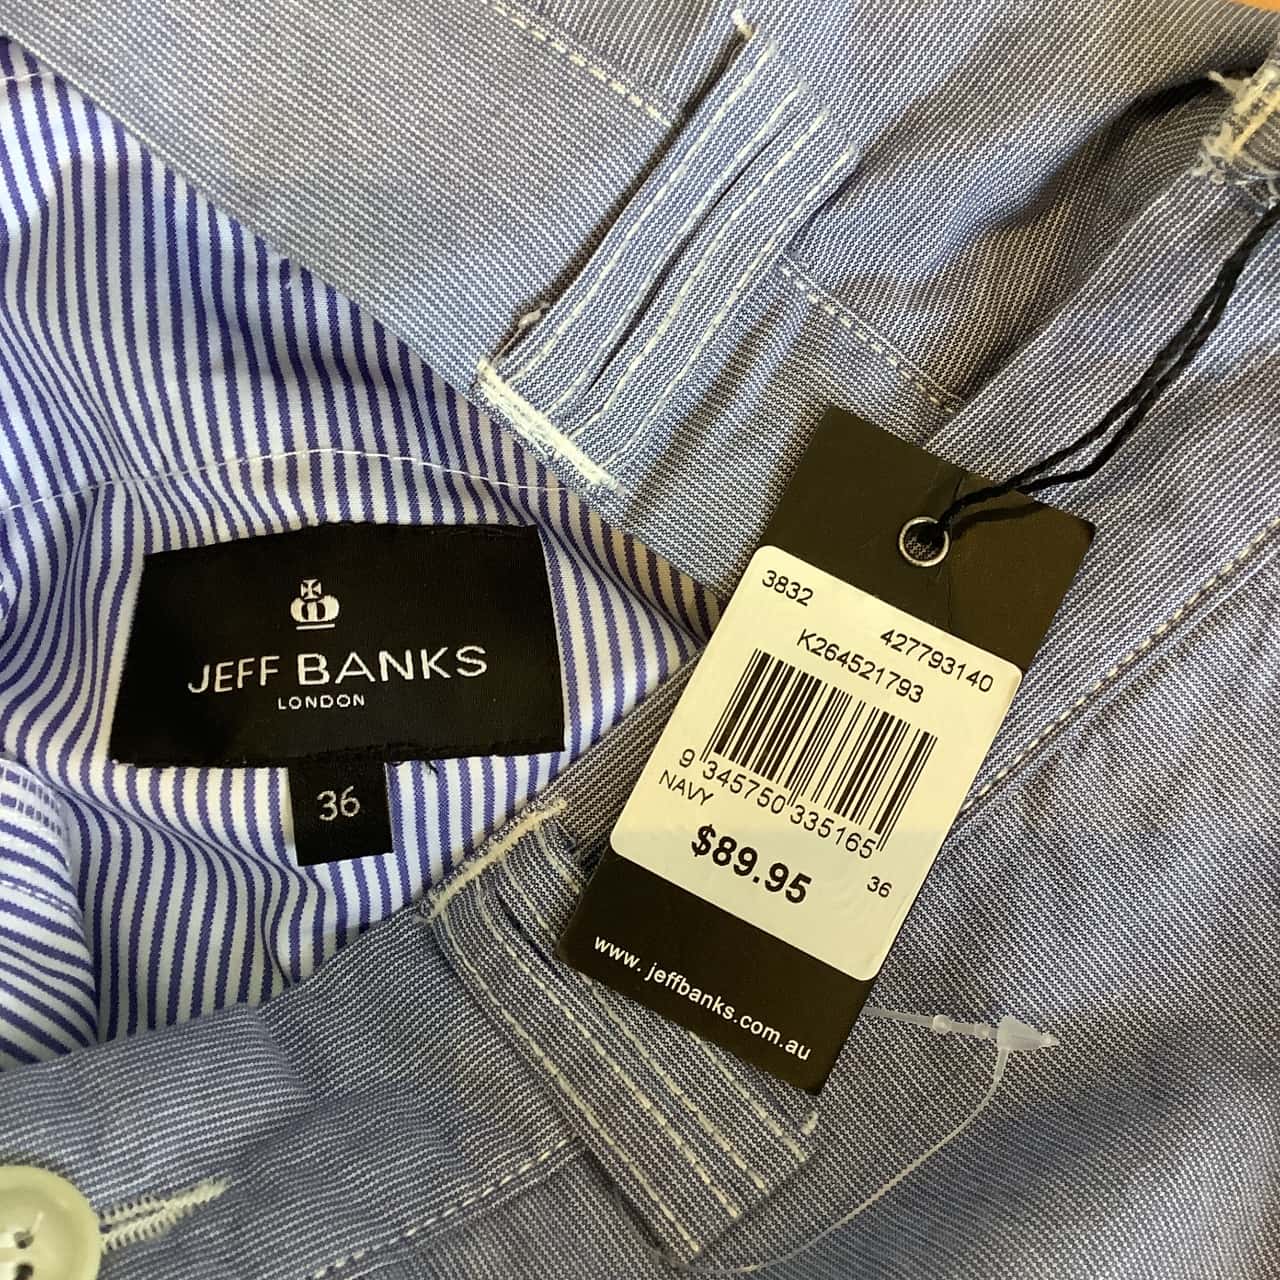 JEFF BANKS
LONDON
36
3832
427793140
K264521793
9 345750 335165
NAVY
$89.95
36
www.jeffbanks.com.au